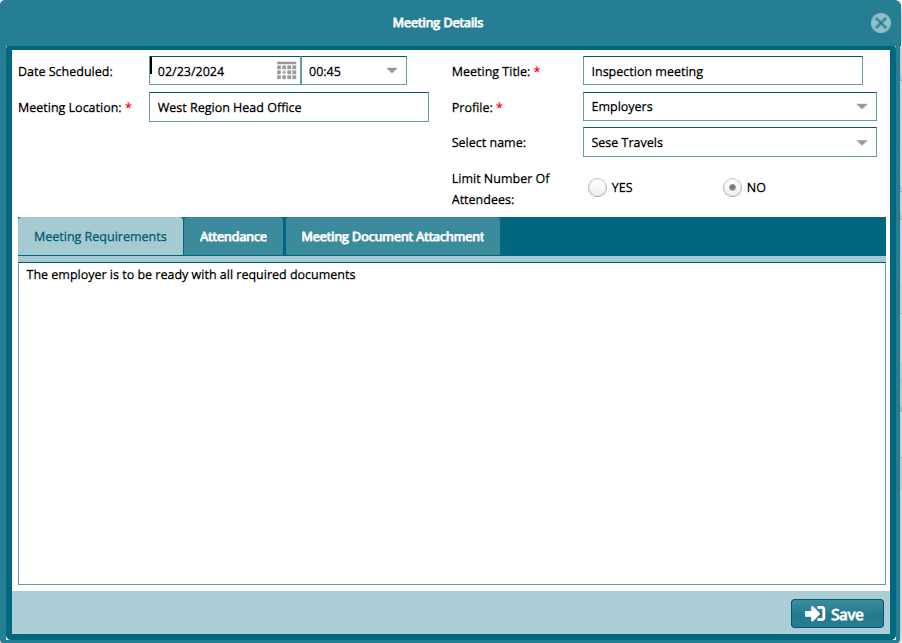 Meeting Details
Date Scheduled: 02/23/2024 00:45
Meeting Title: *
Inspection meeting
Meeting Location: * West Region Head Office
Profile: *
Employers
Select name:
Sese Travels
Limit Number Of
Attendees:
YES
NO
Meeting Requirements
Attendance
Meeting Document Attachment
The employer is to be ready with all required documents
Save